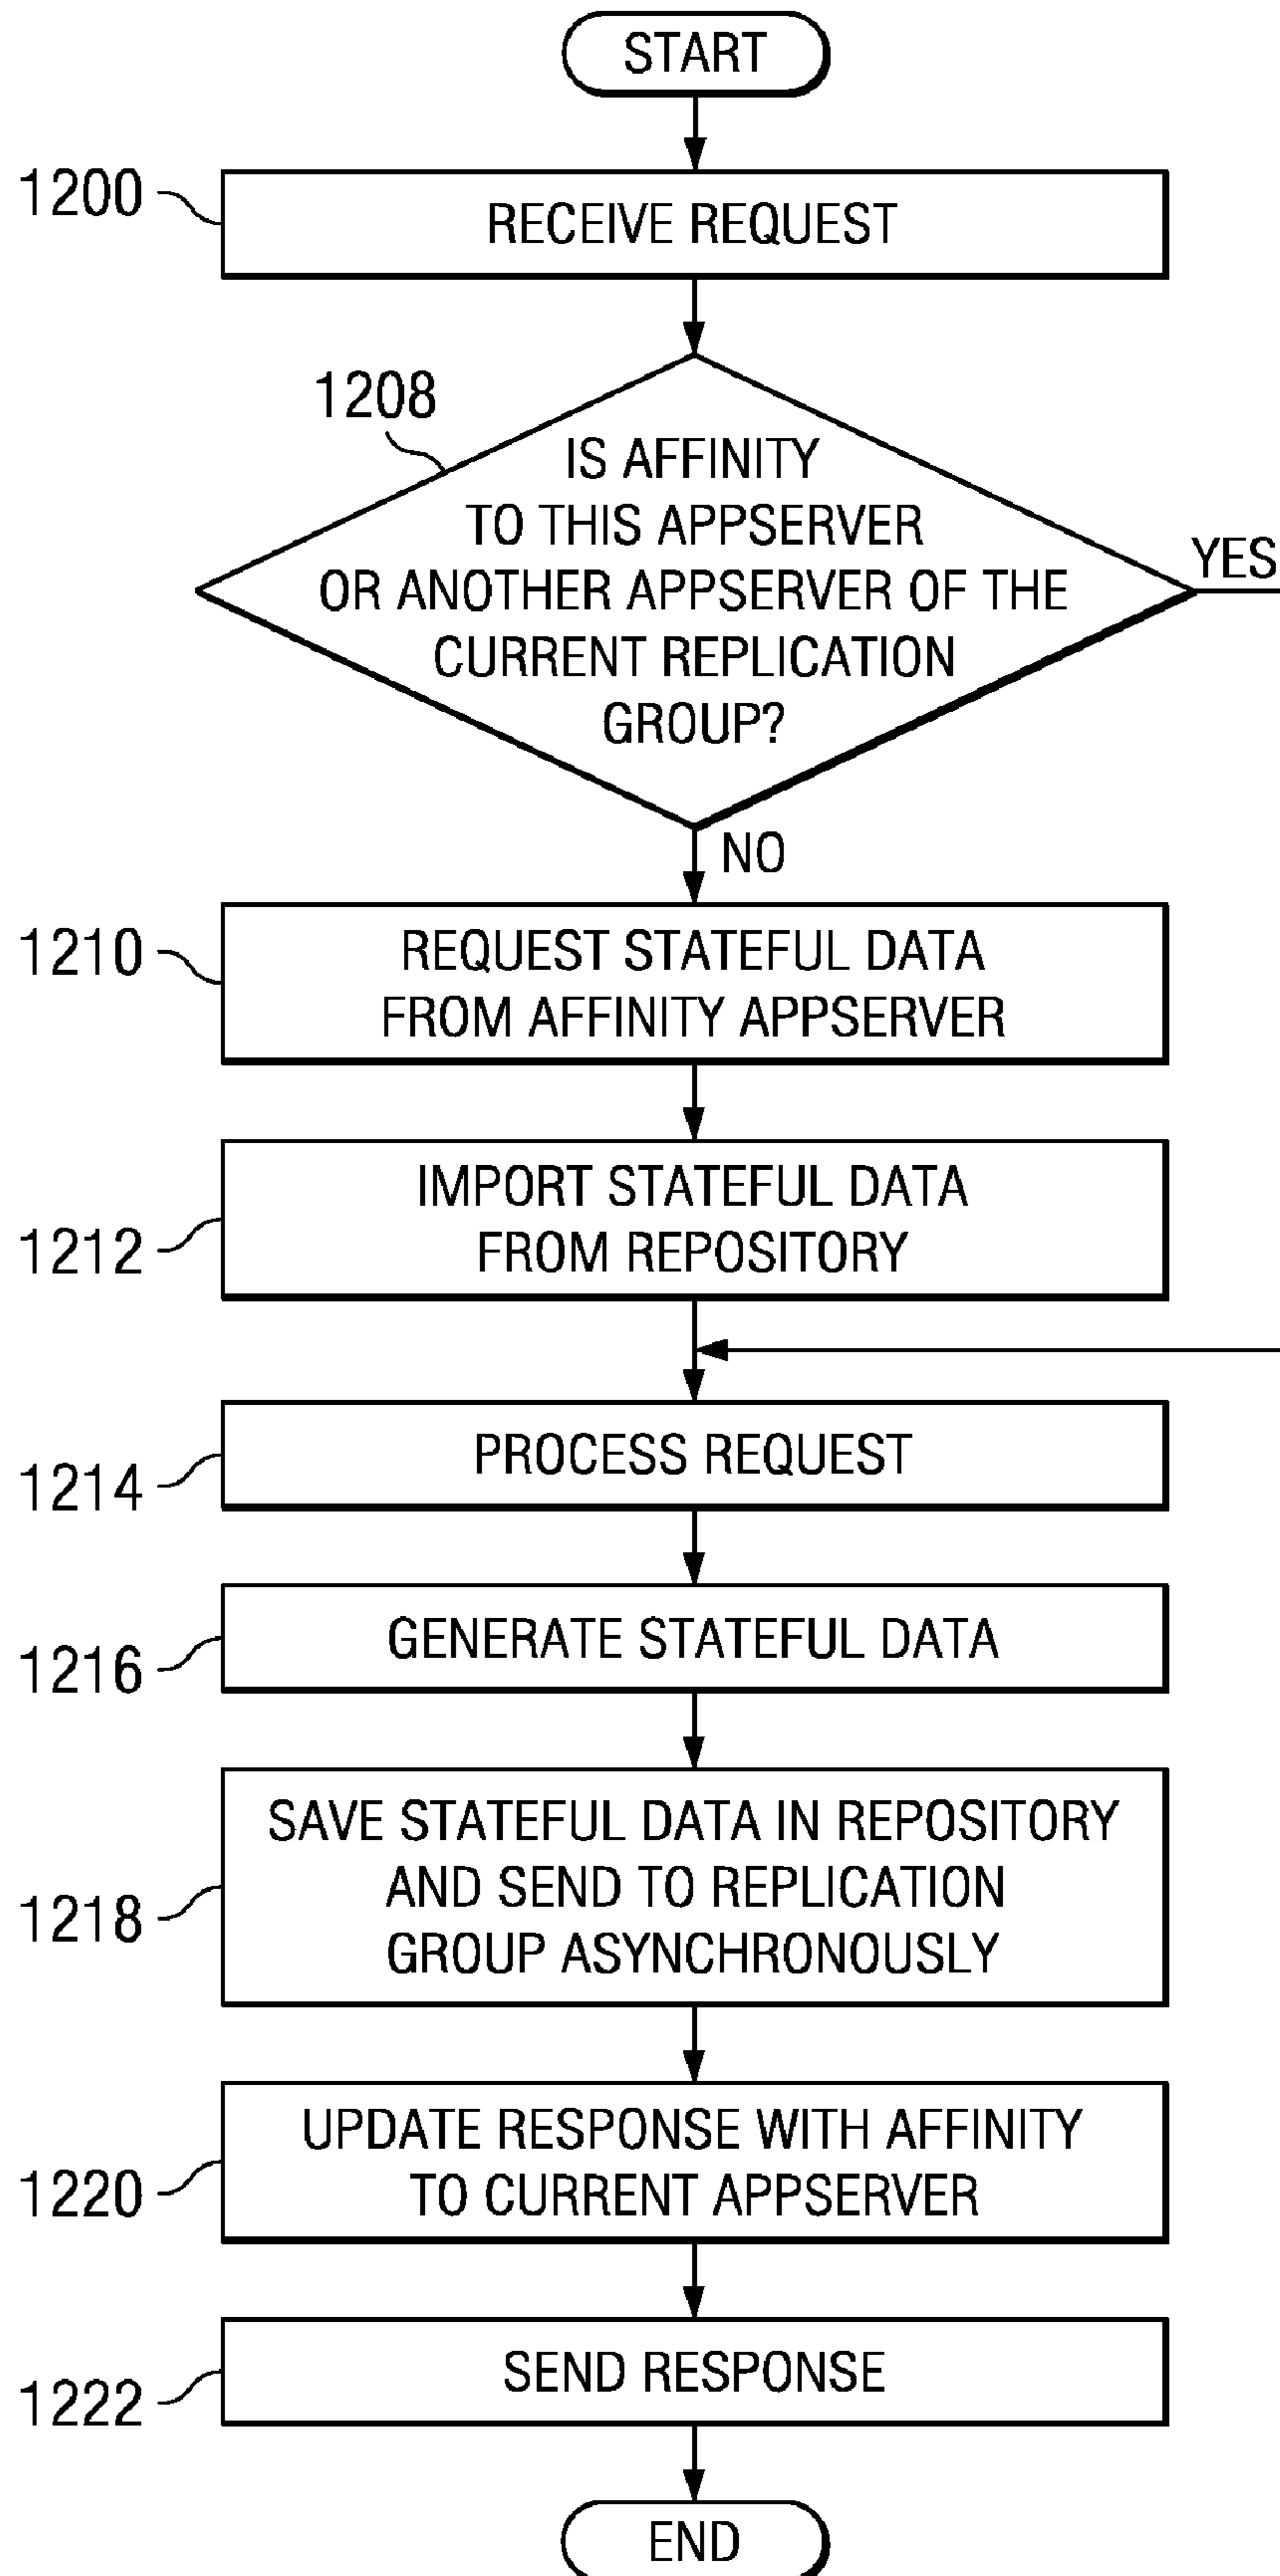 START
1200
RECEIVE REQUEST
1208
IS AFFINITY
TO THIS APPSERVER
OR ANOTHER APPSERVER OF THE
CURRENT REPLICATION
GROUP?
YES
NO
1210
REQUEST STATEFUL DATA
FROM AFFINITY APPSERVER
IMPORT STATEFUL DATA
FROM REPOSITORY
1212
PROCESS REQUEST
1214
GENERATE STATEFUL DATA
1216
SAVE STATEFUL DATA IN REPOSITORY
AND SEND TO REPLICATION
GROUP ASYNCHRONOUSLY
1218
UPDATE RESPONSE WITH AFFINITY
TO CURRENT APPSERVER
1220
SEND RESPONSE
1222
END